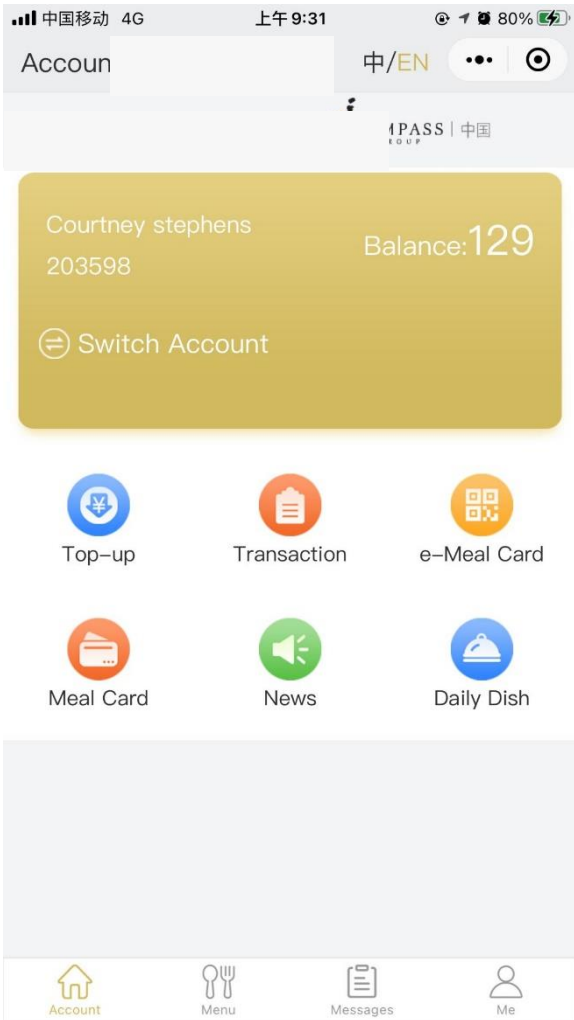 中国移动 4G 上午 9:31 80%
Accoun 中/EN
MPASS 中国
ROUP
Courtney stephens
Balance:129
203598
Switch Account
Top-up Transaction e-Meal Card
Meal Card News Daily Dish
Account Menu Messages Me